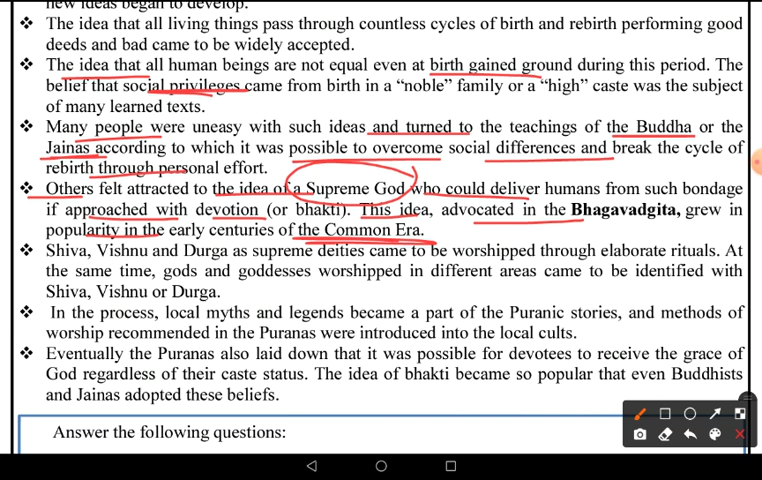 new ideas began to develop.
❖ The idea that all living things pass through countless cycles of birth and rebirth performing good
deeds and bad came to be widely accepted.
❖ The idea that all human beings are not equal even at birth gained ground during this period. The
belief that social privileges came from birth in a “noble” family or a “high” caste was the subject
of many learned texts.
❖ Many people were uneasy with such ideas and turned to the teachings of the Buddha or the
Jainas according to which it was possible to overcome social differences and break the cycle of
rebirth through personal effort.
❖ Others felt attracted to the idea of a Supreme God who could deliver humans from such bondage
if approached with devotion (or bhakti). This idea, advocated in the Bhagavadgita, grew in
popularity in the early centuries of the Common Era.
❖ Shiva, Vishnu and Durga as supreme deities came to be worshipped through elaborate rituals. At
the same time, gods and goddesses worshipped in different areas came to be identified with
Shiva, Vishnu or Durga.
❖ In the process, local myths and legends became a part of the Puranic stories, and methods of
worship recommended in the Puranas were introduced into the local cults.
❖ Eventually the Puranas also laid down that it was possible for devotees to receive the grace of
God regardless of their caste status. The idea of bhakti became so popular that even Buddhists
and Jainas adopted these beliefs.
Answer the following questions: